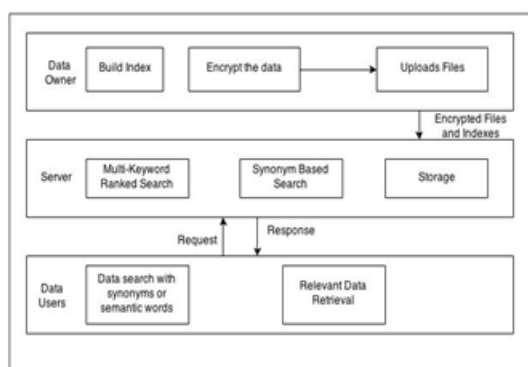 Data
Owner
Build Index
Encrypt the data
Uploads Files
Encrypted Files
and Indexes
Server
Multi-Keyword
Ranked Search
Synonym Based
Search
Storage
Request
Response
Data
Users
Data search with
synonyms or
semantic words
Relevant Data
Retrieval